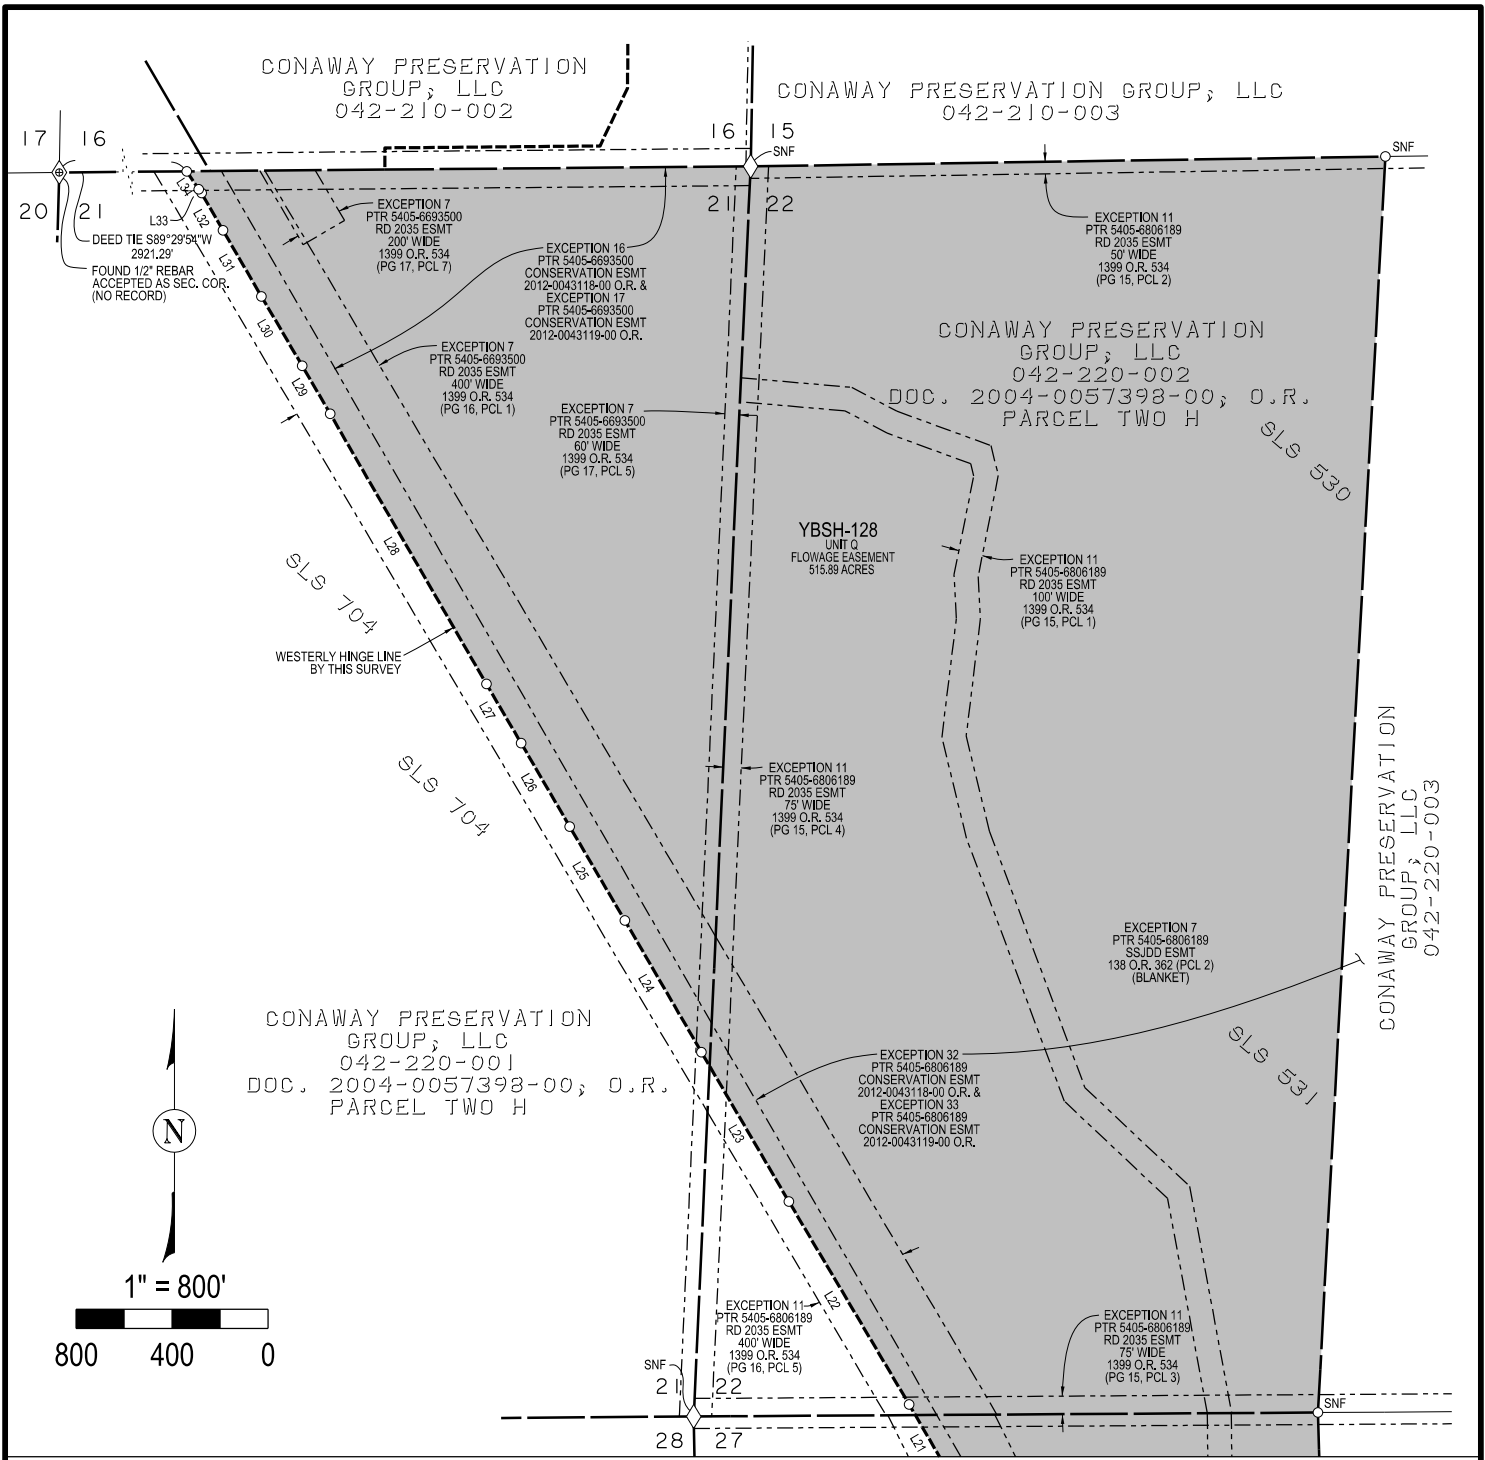 CONAWAY PRESERVATION
GROUP, LLC
042-210-002
CONAWAY PRESERVATION GROUP, LLC
042-210-003
17
16
20
21
16
15
SNF
21
22
SNF
L34
L33
L32
L31
L30
L29
L28
L27
L26
L25
L24
L23
L22
L21
DEED TIE S89°29'54"W
2921.29'
FOUND 1/2" REBAR
ACCEPTED AS SEC. COR.
(NO RECORD)
EXCEPTION 7
PTR 5405-6693500
RD 2035 ESMT
200' WIDE
1399 O.R. 534
(PG 17, PCL 7)
EXCEPTION 16
PTR 5405-6693500
CONSERVATION ESMT
2012-0043118-00 O.R. &
EXCEPTION 17
PTR 5405-6693500
CONSERVATION ESMT
2012-0043119-00 O.R.
EXCEPTION 11
PTR 5405-6806189
RD 2035 ESMT
50' WIDE
1399 O.R. 534
(PG 15, PCL 2)
EXCEPTION 7
PTR 5405-6693500
RD 2035 ESMT
400' WIDE
1399 O.R. 534
(PG 16, PCL 1)
CONAWAY PRESERVATION
GROUP, LLC
042-220-002
DOC. 2004-0057398-00, O.R.
PARCEL TWO H
EXCEPTION 7
PTR 5405-6693500
RD 2035 ESMT
60' WIDE
1399 O.R. 534
(PG 17, PCL 5)
SLS 530
YBSH-128
UNIT Q
FLOWAGE EASEMENT
515.89 ACRES
EXCEPTION 11
PTR 5405-6806189
RD 2035 ESMT
100' WIDE
1399 O.R. 534
(PG 15, PCL 1)
SLS 704
WESTERLY HINGE LINE
BY THIS SURVEY
SLS 704
EXCEPTION 11
PTR 5405-6806189
RD 2035 ESMT
75' WIDE
1399 O.R. 534
(PG 15, PCL 4)
CONAWAY PRESERVATION
GROUP, LLC
042-220-003
EXCEPTION 7
PTR 5405-6806189
SSJDD ESMT
138 O.R. 362 (PCL 2)
(BLANKET)
CONAWAY PRESERVATION
GROUP, LLC
042-220-001
DOC. 2004-0057398-00, O.R.
PARCEL TWO H
EXCEPTION 32
PTR 5405-6806189
CONSERVATION ESMT
2012-0043118-00 O.R. &
EXCEPTION 33
PTR 5405-6806189
CONSERVATION ESMT
2012-0043119-00 O.R.
SLS 531
N
1" = 800'
800
400
0
EXCEPTION 11
PTR 5405-6806189
RD 2035 ESMT
400' WIDE
1399 O.R. 534
(PG 16, PCL 5)
EXCEPTION 11
PTR 5405-6806189
RD 2035 ESMT
75' WIDE
1399 O.R. 534
(PG 15, PCL 3)
SNF
21
22
28
27
SNF